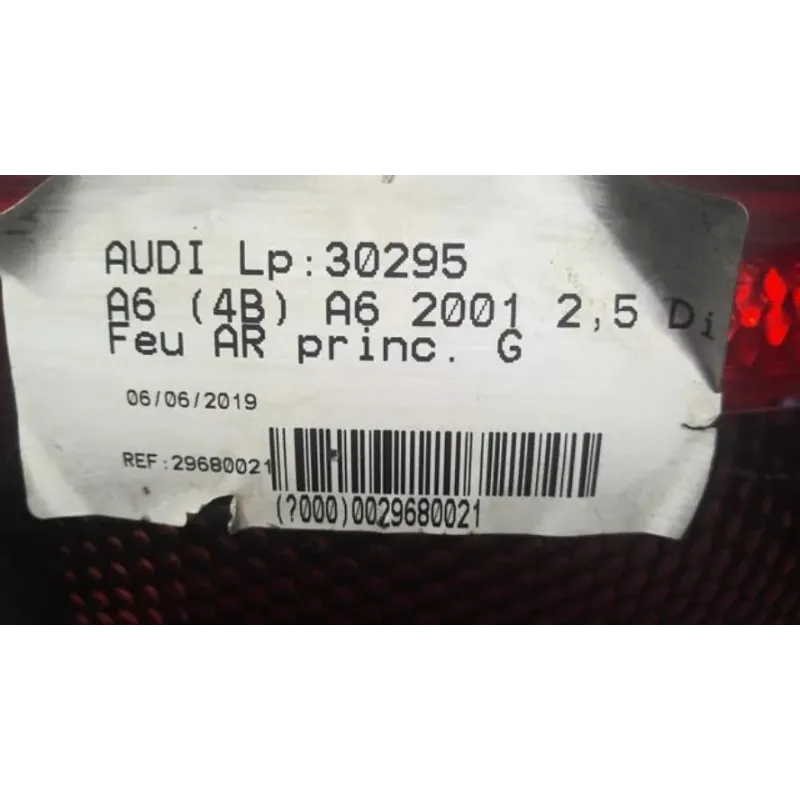 AUDI Lp:30295
A6 (4B) A6 2001 2,5 Di
Feu AR princ. G
06/06/2019
REF:29680021
(?000)0029680021